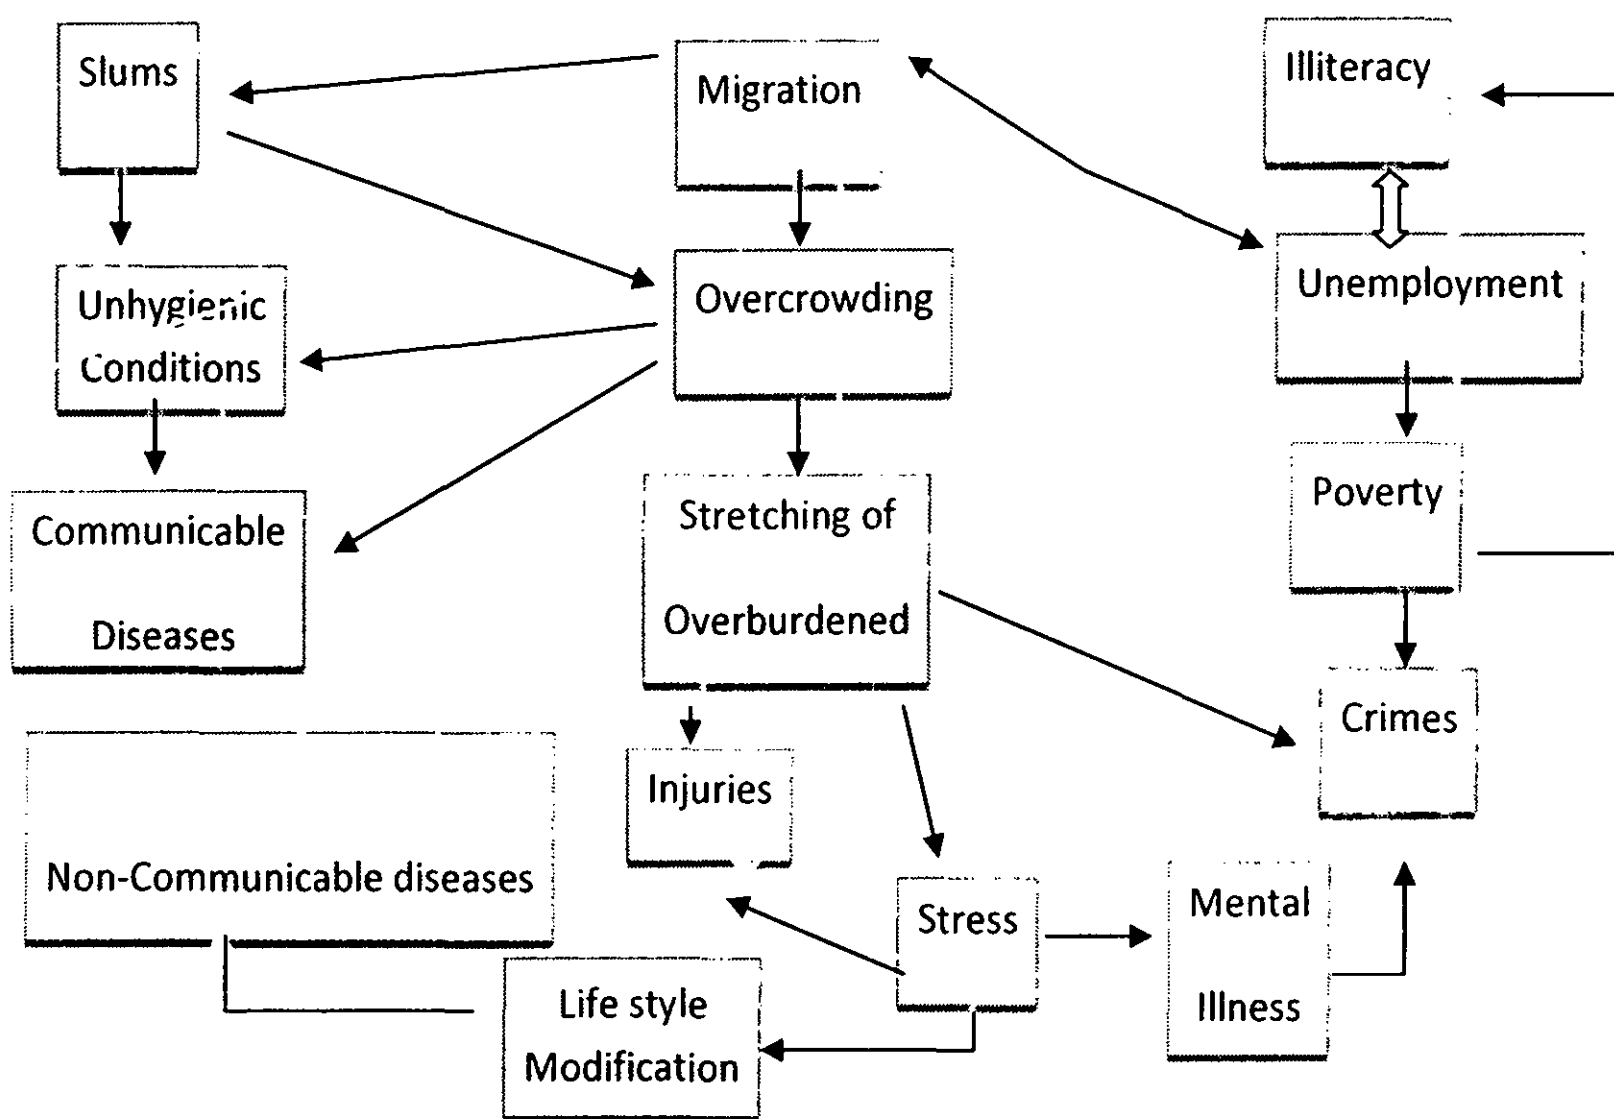 Slums
Migration
Illiteracy
Unhygienic
Conditions
Overcrowding
Unemployment
Communicable
Diseases
Stretching of
Overburdened
Poverty
Crimes
Injuries
Non-Communicable diseases
Stress
Mental
Illness
Life style
Modification